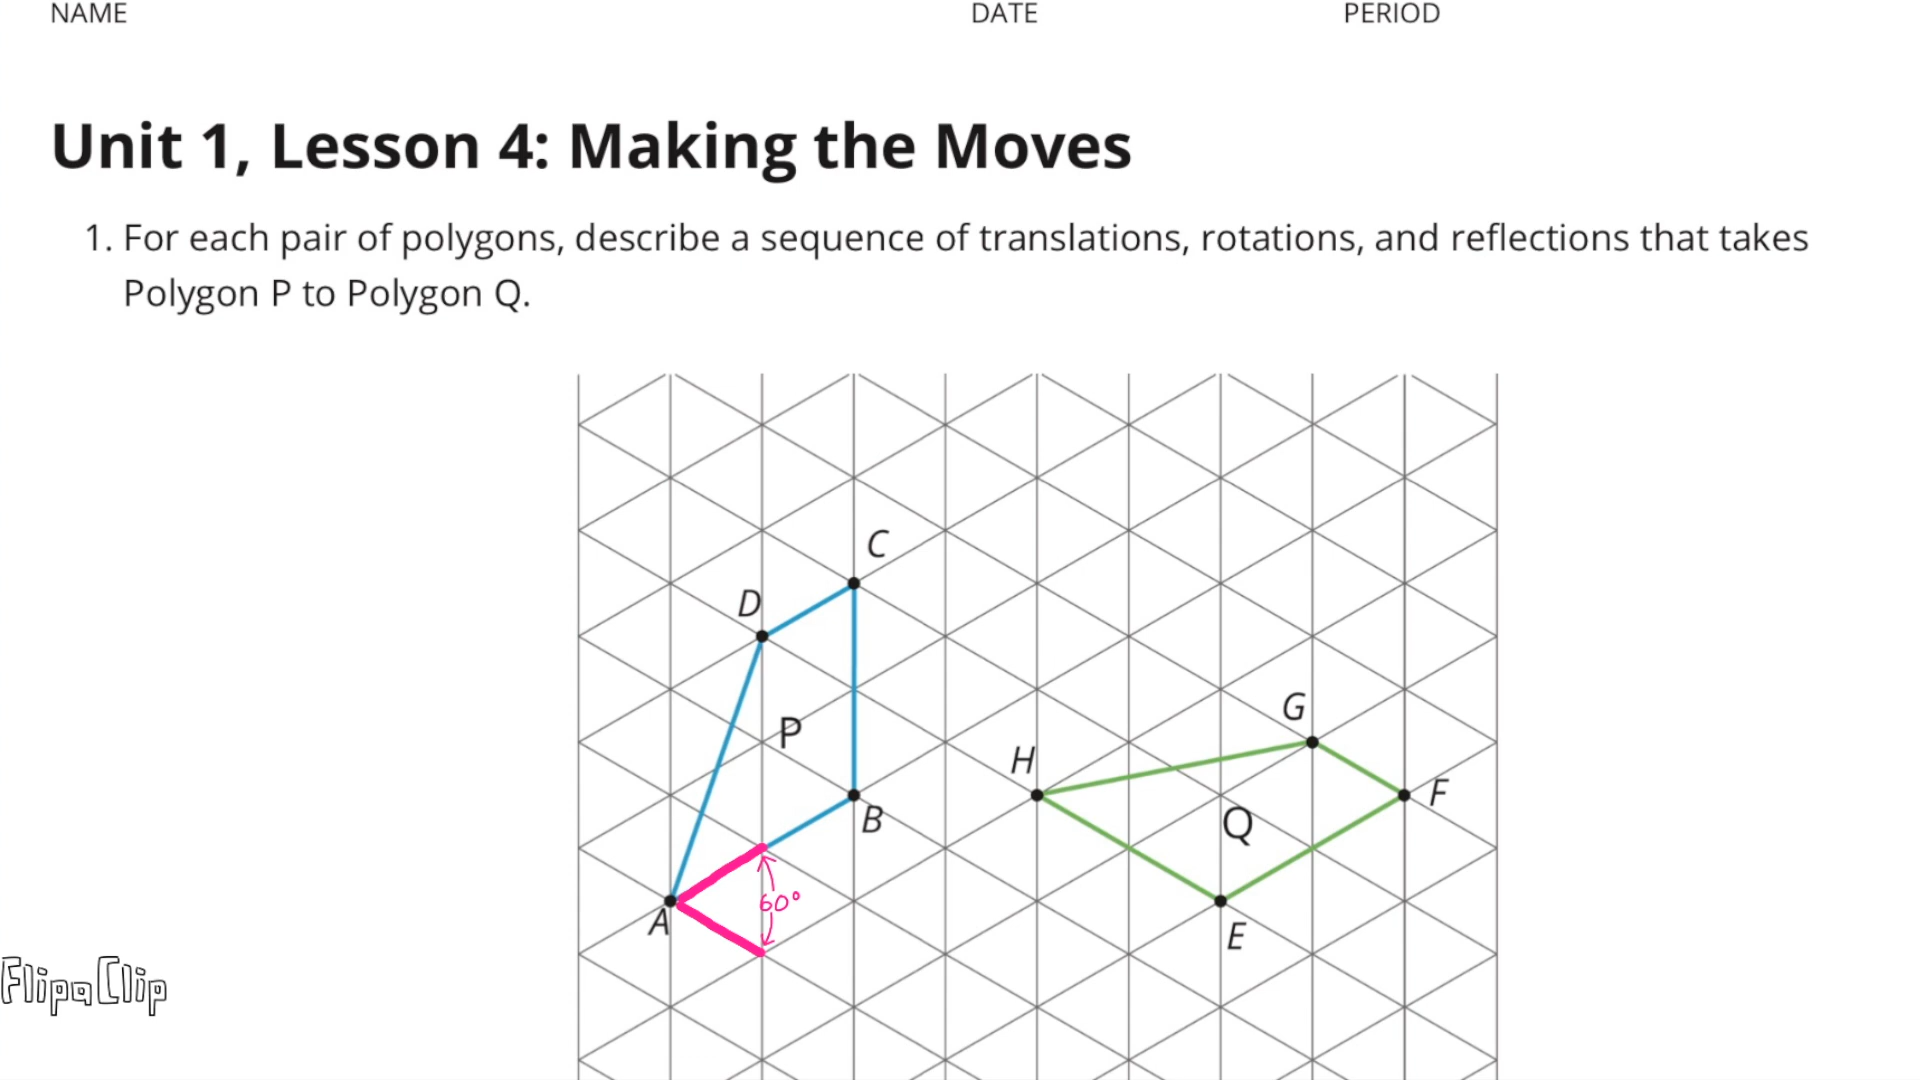 NAME DATE PERIOD
Unit 1, Lesson 4: Making the Moves
1. For each pair of polygons, describe a sequence of translations, rotations, and reflections that takes
Polygon P to Polygon Q.
C
D
G
P
H
F
B
Q
60°
A
E
FlipaClip